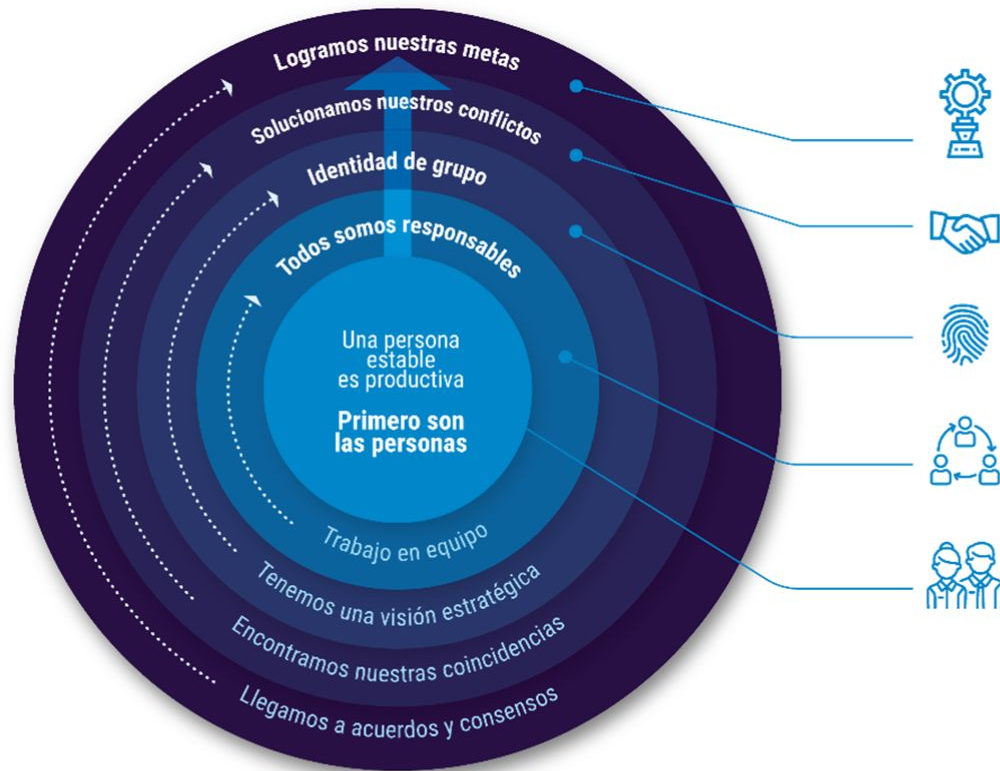 Logramos nuestras metas
Solucionamos nuestros conflictos
Identidad de grupo
Todos somos responsables
Una persona
estable
es productiva
Primero son
las personas
Trabajo en equipo
Tenemos una visión estratégica
Encontramos nuestras coincidencias
Llegamos a acuerdos y consensos